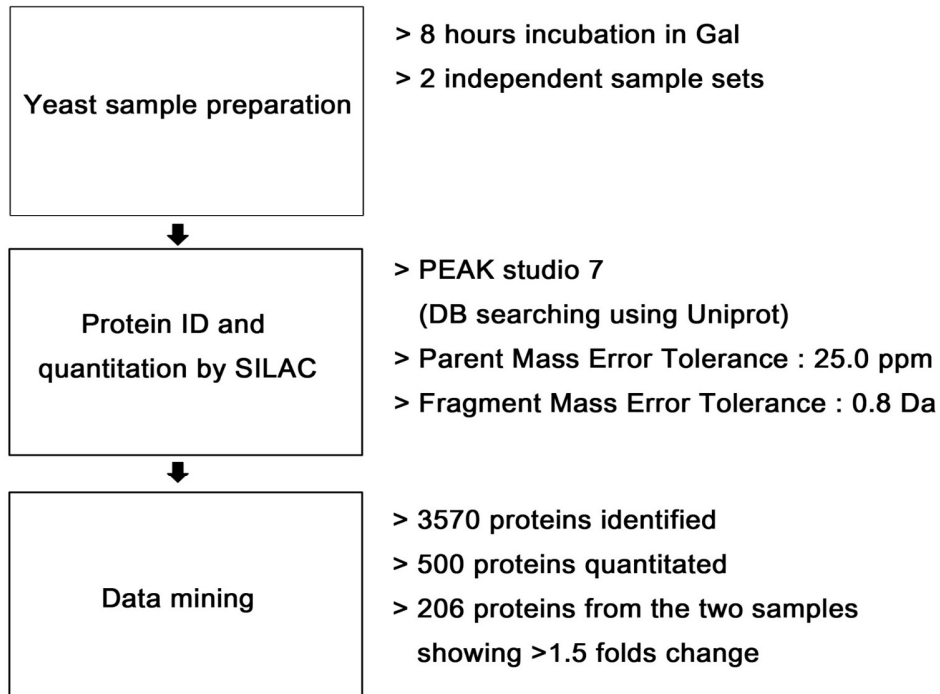 Yeast sample preparation
> 8 hours incubation in Gal
> 2 independent sample sets
Protein ID and
quantitation by SILAC
> PEAK studio 7
(DB searching using Uniprot)
> Parent Mass Error Tolerance : 25.0 ppm
> Fragment Mass Error Tolerance : 0.8 Da
Data mining
> 3570 proteins identified
> 500 proteins quantitated
> 206 proteins from the two samples
showing >1.5 folds change